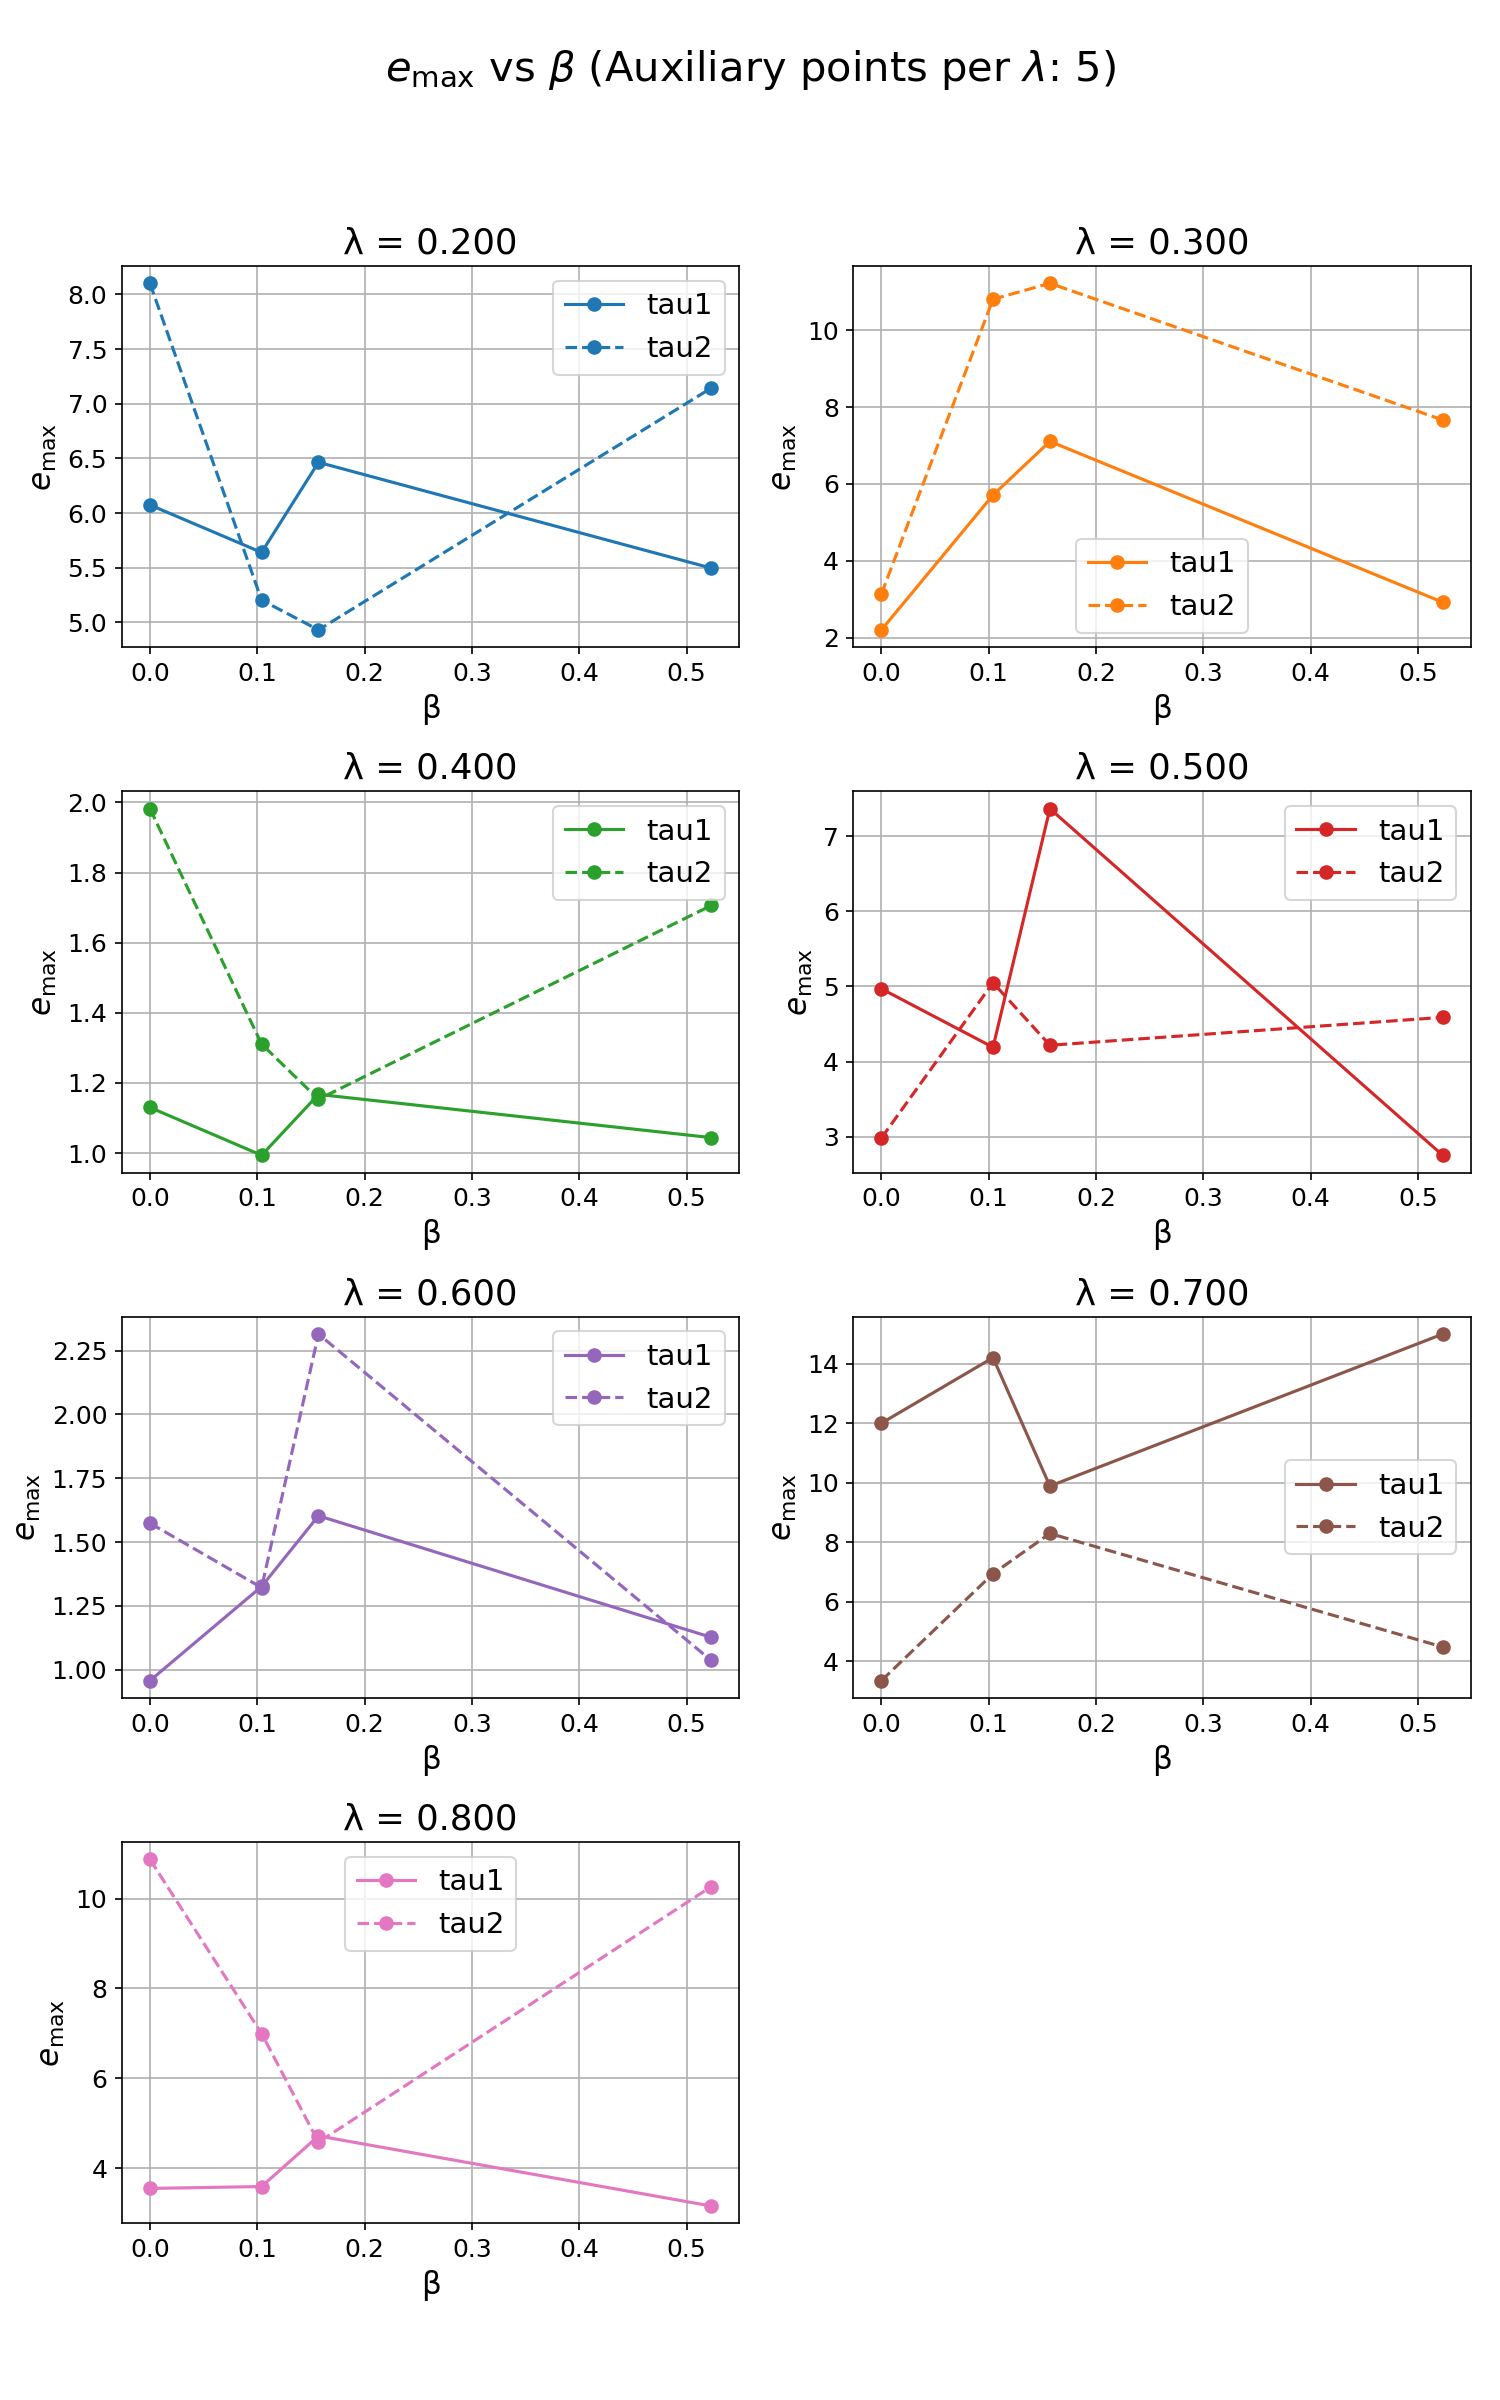 e_max vs β (Auxiliary points per λ: 5)
λ = 0.200
8.0
7.5
7.0
6.5
6.0
5.5
5.0
e_max
tau1
tau2
0.0 0.1 0.2 0.3 0.4 0.5
β
λ = 0.300
10
8
6
4
2
e_max
tau1
tau2
0.0 0.1 0.2 0.3 0.4 0.5
β
λ = 0.400
2.0
1.8
1.6
1.4
1.2
1.0
e_max
tau1
tau2
0.0 0.1 0.2 0.3 0.4 0.5
β
λ = 0.500
7
6
5
4
3
e_max
tau1
tau2
0.0 0.1 0.2 0.3 0.4 0.5
β
λ = 0.600
2.25
2.00
1.75
1.50
1.25
1.00
e_max
tau1
tau2
0.0 0.1 0.2 0.3 0.4 0.5
β
λ = 0.700
14
12
10
8
6
4
e_max
tau1
tau2
0.0 0.1 0.2 0.3 0.4 0.5
β
λ = 0.800
10
8
6
4
e_max
tau1
tau2
0.0 0.1 0.2 0.3 0.4 0.5
β